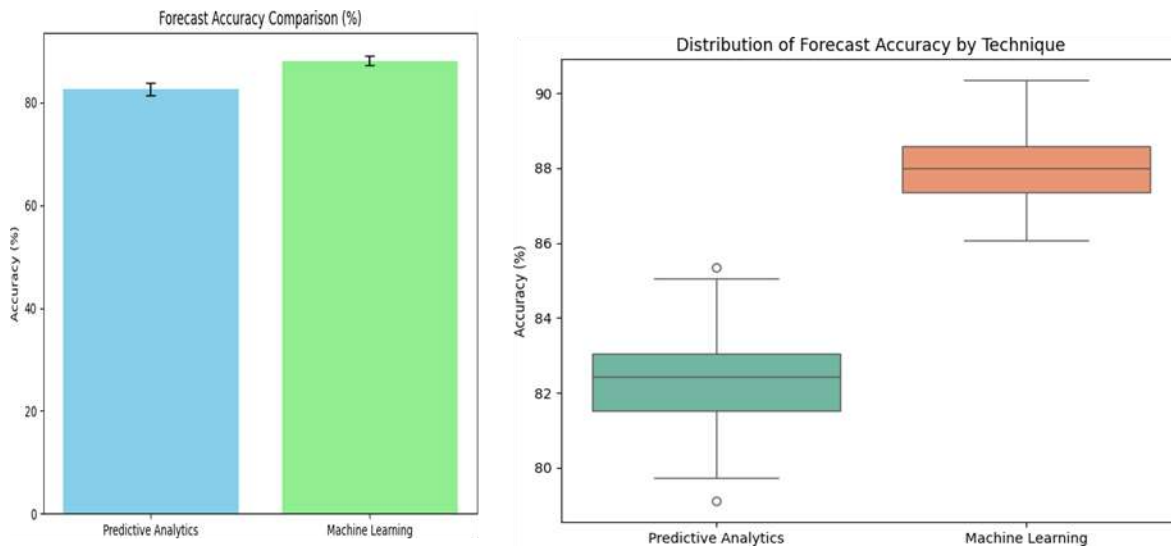 Forecast Accuracy Comparison (%)
Accuracy (%)
80
60
40
20
0
Predictive Analytics
Machine Learning
Distribution of Forecast Accuracy by Technique
Accuracy (%)
90
88
86
84
82
80
Predictive Analytics
Machine Learning